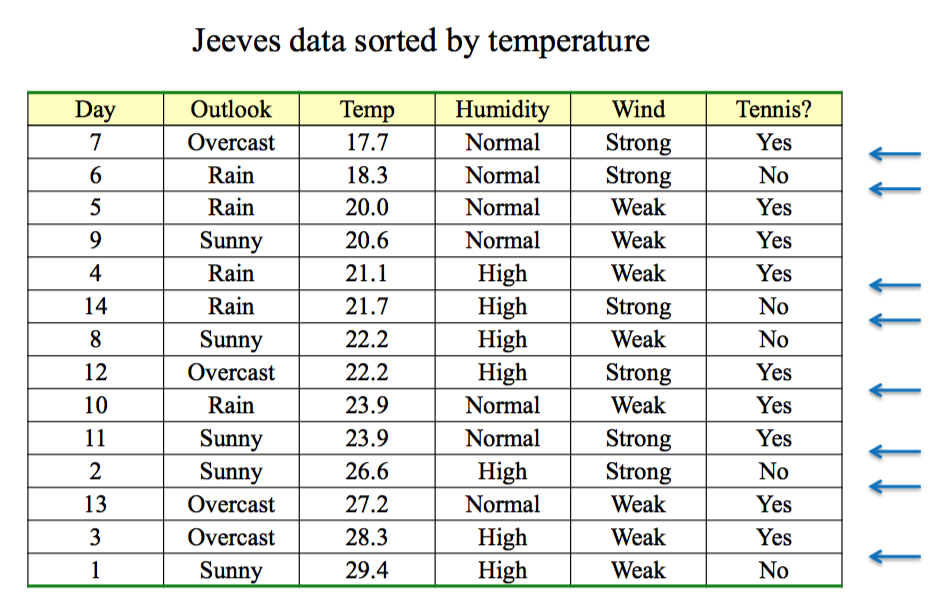 Jeeves data sorted by temperature
Day Outlook Temp Humidity Wind Tennis?
7 Overcast 17.7 Normal Strong Yes
6 Rain 18.3 Normal Strong No
5 Rain 20.0 Normal Weak Yes
9 Sunny 20.6 Normal Weak Yes
4 Rain 21.1 High Weak Yes
14 Rain 21.7 High Strong No
8 Sunny 22.2 High Weak No
12 Overcast 22.2 High Strong Yes
10 Rain 23.9 Normal Weak Yes
11 Sunny 23.9 Normal Strong Yes
2 Sunny 26.6 High Strong No
13 Overcast 27.2 Normal Weak Yes
3 Overcast 28.3 High Weak Yes
1 Sunny 29.4 High Weak No